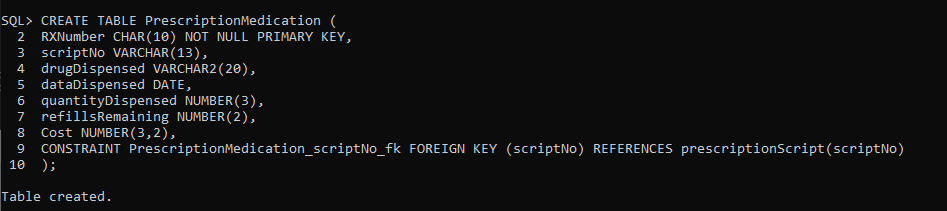 SQL> CREATE TABLE PrescriptionMedication (
2 RXNumber CHAR(10) NOT NULL PRIMARY KEY,
3 scriptNo VARCHAR(13),
4 drugDispensed VARCHAR2(20),
5 dataDispensed DATE,
6 quantityDispensed NUMBER(3),
7 refillsRemaining NUMBER(2),
8 Cost NUMBER(3,2),
9 CONSTRAINT PrescriptionMedication_scriptNo_fk FOREIGN KEY (scriptNo) REFERENCES prescriptionScript(scriptNo)
10 );
Table created.